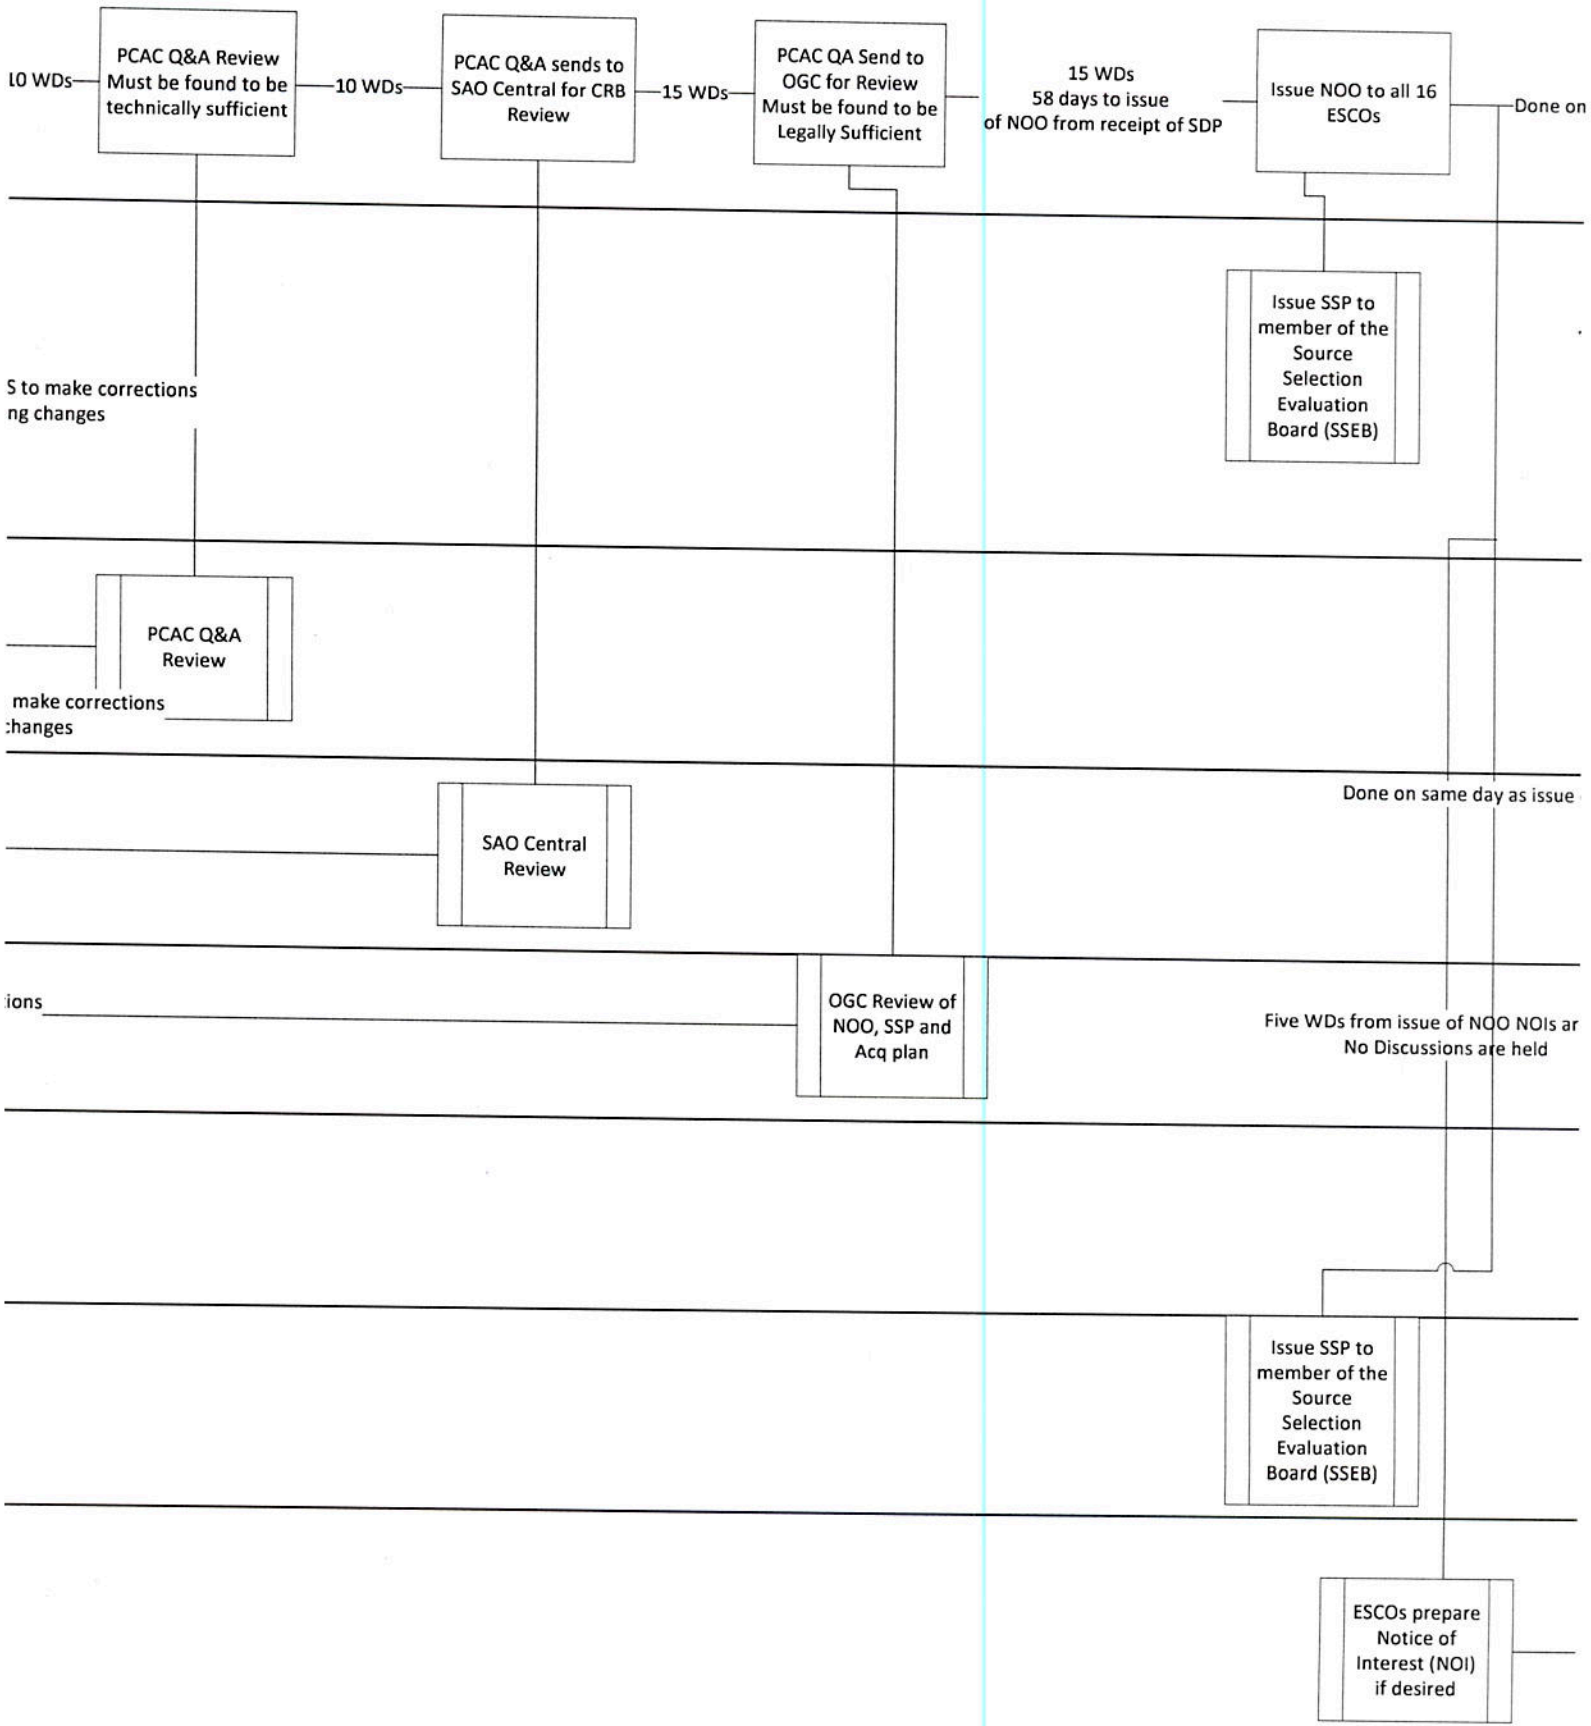 10 WDs
PCAC Q&A Review
Must be found to be
technically sufficient
10 WDs
PCAC Q&A sends to
SAO Central for CRB
Review
15 WDs
PCAC QA Send to
OGC for Review
Must be found to be
Legally Sufficient
15 WDs
58 days to issue
of NOO from receipt of SDP
Issue NOO to all 16
ESCOs
Done on
Issue SSP to
member of the
Source
Selection
Evaluation
Board (SSEB)
S to make corrections
ng changes
PCAC Q&A
Review
make corrections
changes
Done on same day as issue
SAO Central
Review
ions
OGC Review of
NOO, SSP and
Acq plan
Five WDs from issue of NOO NOIs ar
No Discussions are held
Issue SSP to
member of the
Source
Selection
Evaluation
Board (SSEB)
ESCOs prepare
Notice of
Interest (NOI)
if desired